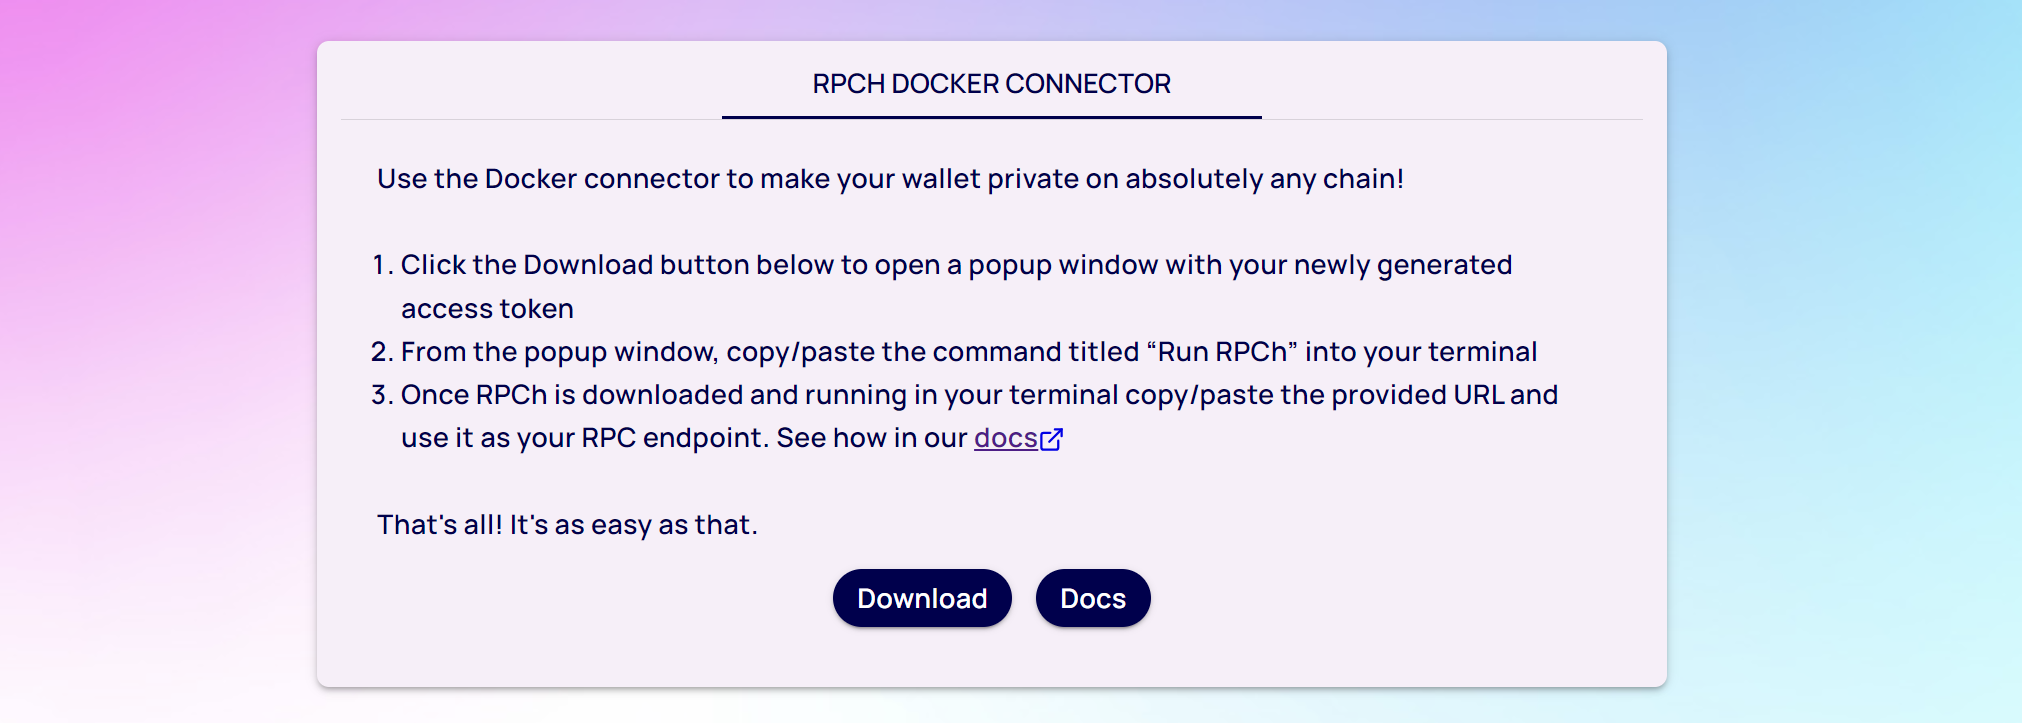 RPCH DOCKER CONNECTOR
Use the Docker connector to make your wallet private on absolutely any chain!
1. Click the Download button below to open a popup window with your newly generated
access token
2. From the popup window, copy/paste the command titled “Run RPCh” into your terminal
3. Once RPCh is downloaded and running in your terminal copy/paste the provided URL and
use it as your RPC endpoint. See how in our docs
That's all! It's as easy as that.
Download Docs